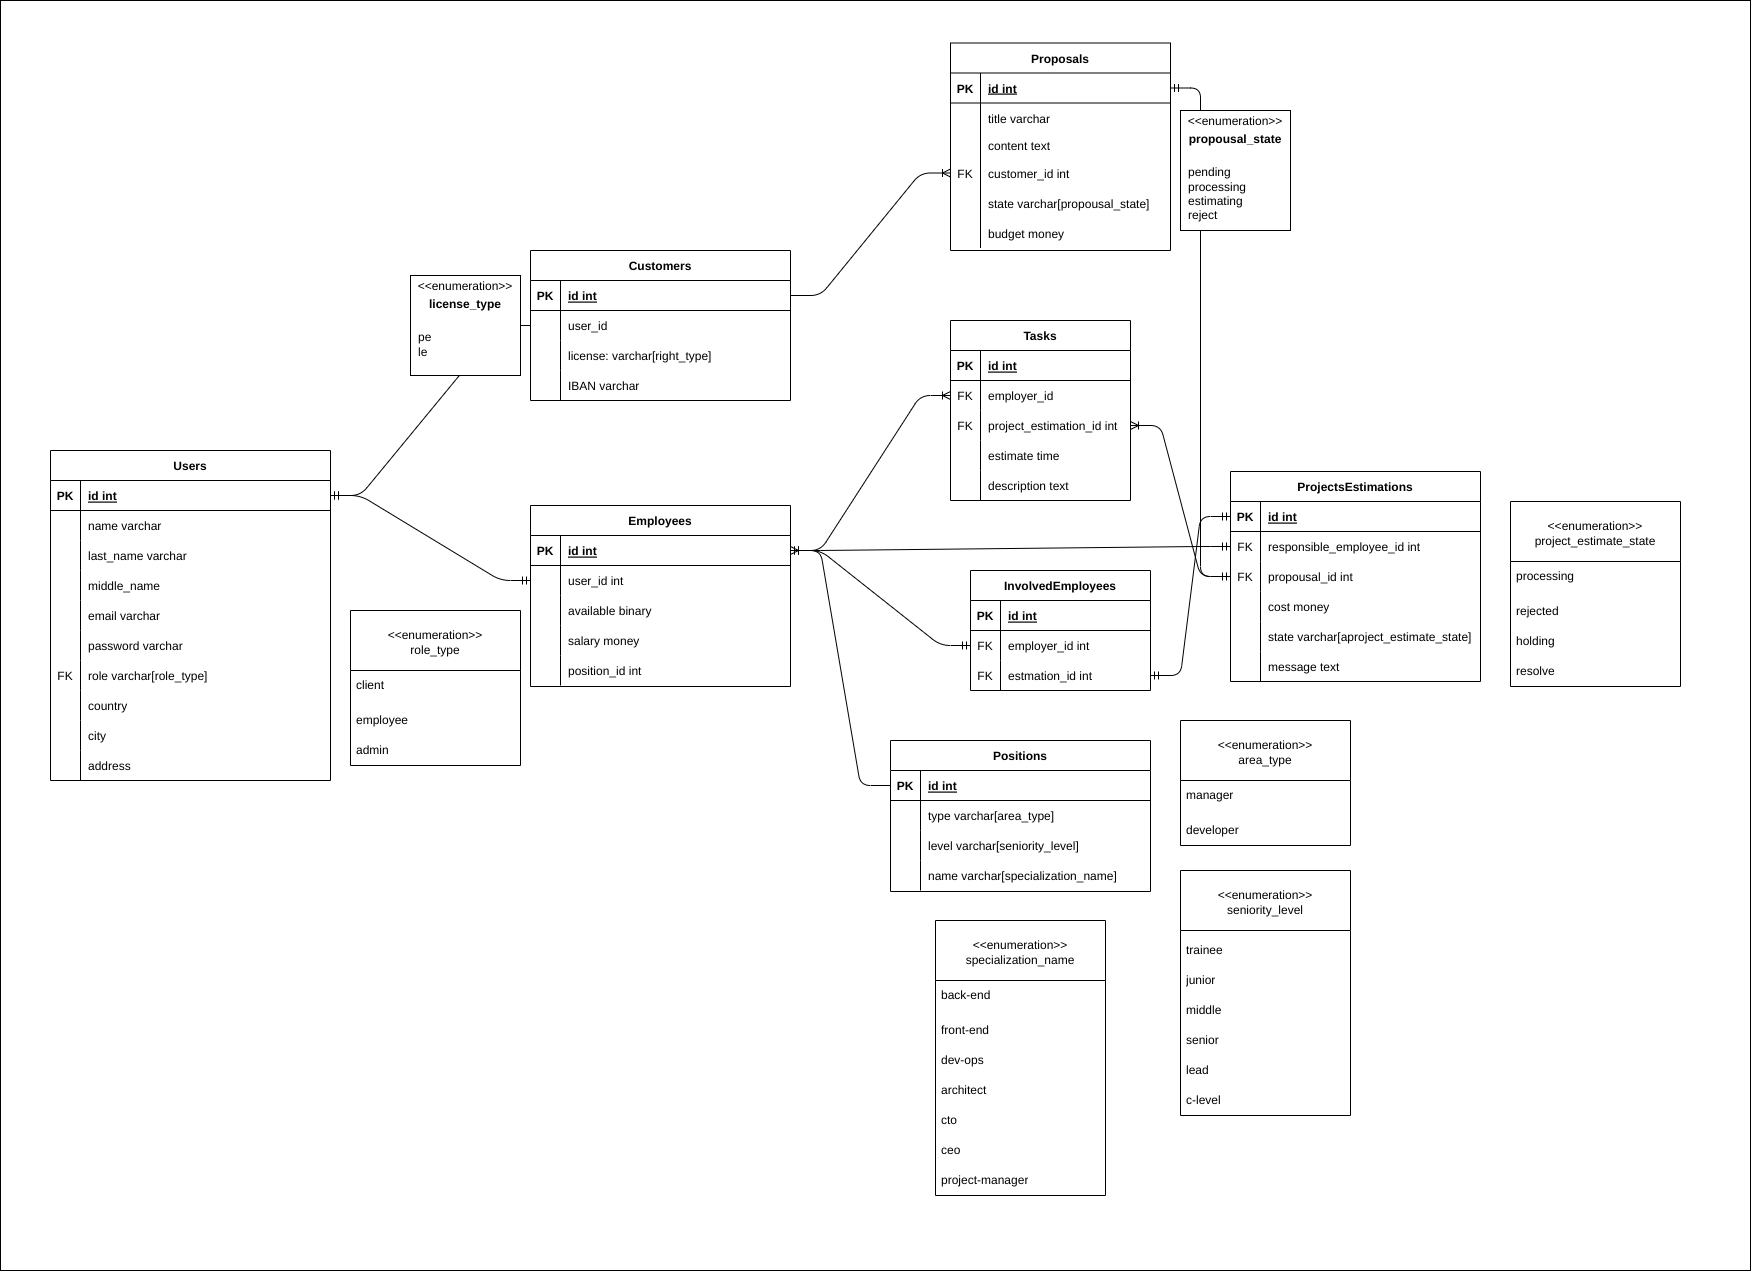 Proposals
PK id int
title varchar
content text
FK customer_id int
state varchar[propousal_state]
budget money
<<enumeration>>
propousal_state
pending
processing
estimating
reject
Customers
PK id int
user_id
license: varchar[right_type]
IBAN varchar
<<enumeration>>
license_type
pe
le
Tasks
PK id int
FK employer_id
FK project_estimation_id int
estimate time
description text
Users
PK id int
name varchar
last_name varchar
middle_name
email varchar
password varchar
FK role varchar[role_type]
country
city
address
<<enumeration>>
role_type
client
employee
admin
Employees
PK id int
user_id int
available binary
salary money
position_id int
InvolvedEmployees
PK id int
FK employer_id int
FK estmation_id int
ProjectsEstimations
PK id int
FK responsible_employee_id int
FK propousal_id int
cost money
state varchar[aproject_estimate_state]
message text
<<enumeration>>
project_estimate_state
processing
rejected
holding
resolve
Positions
PK id int
type varchar[area_type]
level varchar[seniority_level]
name varchar[specialization_name]
<<enumeration>>
area_type
manager
developer
<<enumeration>>
seniority_level
trainee
junior
middle
senior
lead
c-level
<<enumeration>>
specialization_name
back-end
front-end
dev-ops
architect
cto
ceo
project-manager